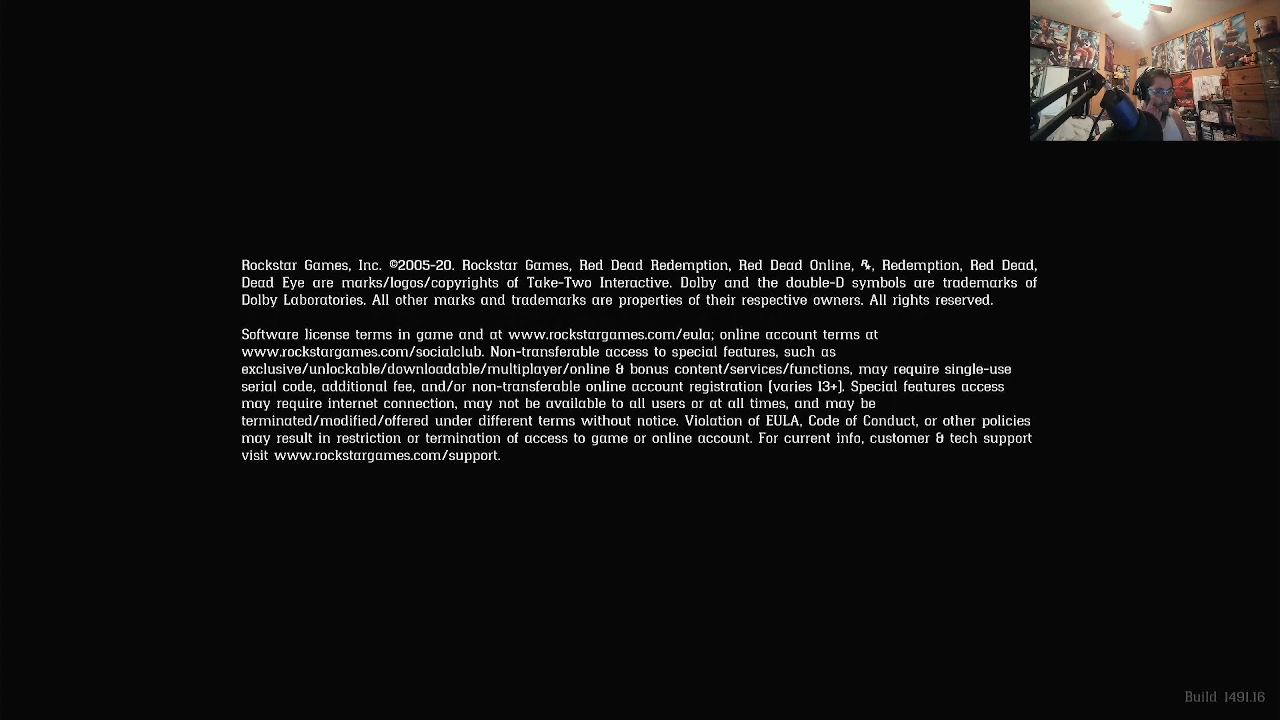 Rockstar Games, Inc. ©2005-20. Rockstar Games, Red Dead Redemption, Red Dead Online, R*, Redemption, Red Dead,
Dead Eye are marks/logos/copyrights of Take-Two Interactive. Dolby and the double-D symbols are trademarks of
Dolby Laboratories. All other marks and trademarks are properties of their respective owners. All rights reserved.
Software license terms in game and at www.rockstargames.com/eula; online account terms at
www.rockstargames.com/socialclub. Non-transferable access to special features, such as
exclusive/unlockable/downloadable/multiplayer/online & bonus content/services/functions, may require single-use
serial code, additional fee, and/or non-transferable online account registration (varies 13+). Special features access
may require internet connection, may not be available to all users or at all times, and may be
terminated/modified/offered under different terms without notice. Violation of EULA, Code of Conduct, or other policies
may result in restriction or termination of access to game or online account. For current info, customer & tech support
visit www.rockstargames.com/support.
Build 1491.16